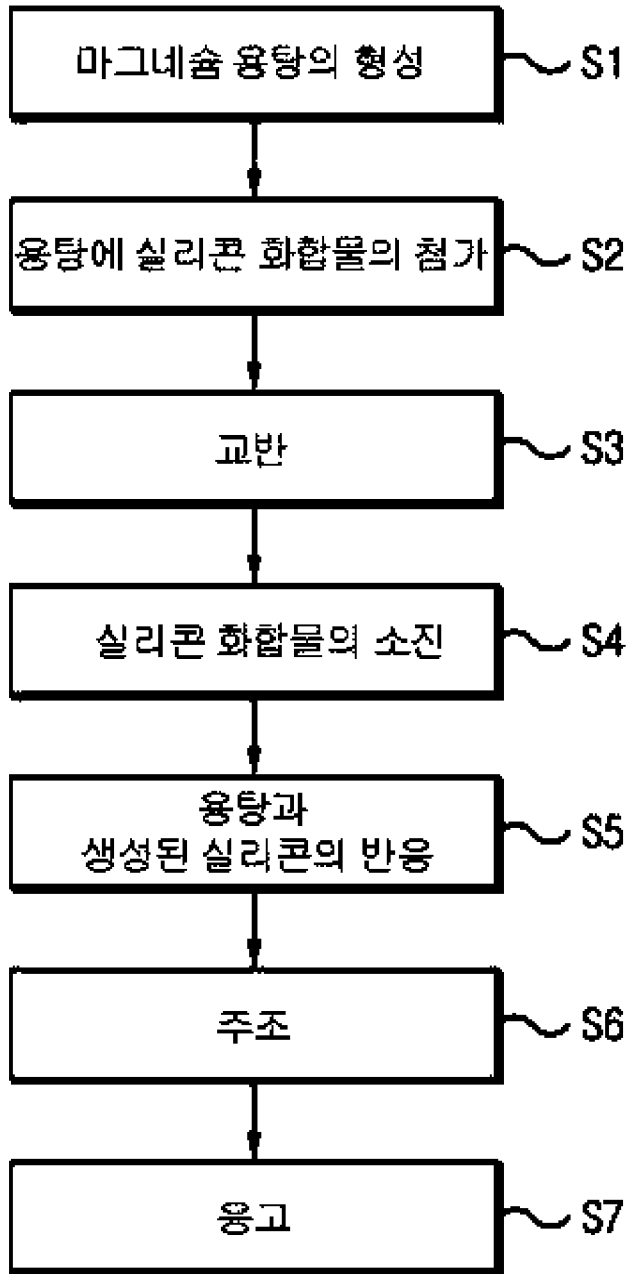 마그네슘 용탕의 형성
S1
용탕에 실리콘 화합물의 첨가
S2
교반
S3
실리콘 화합물의 소진
S4
용탕과
생성된 실리콘의 반응
S5
주조
S6
응고
S7